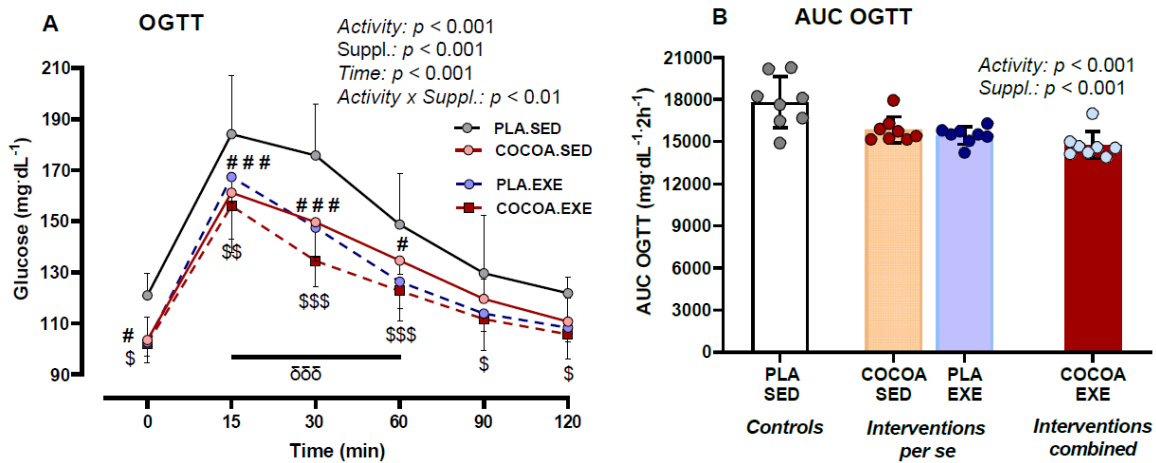 A
OGTT
Activity: p < 0.001
Suppl.: p < 0.001
Time: p < 0.001
Activity x Suppl.: p < 0.01
PLA.SED
COCOA.SED
PLA.EXE
COCOA.EXE
Glucose (mg·dL⁻¹)
210
190
170
150
130
110
90
# # #
# # #
#
#
$
$$
$$$
$$$
$
$
δδδ
0
15
30
60
90
120
Time (min)
B
AUC OGTT
Activity: p < 0.001
Suppl.: p < 0.001
AUC OGTT (mg·dL⁻¹·2h⁻¹)
21000
18000
15000
12000
9000
6000
3000
0
PLA
SED
COCOA
SED
PLA
EXE
COCOA
EXE
Controls
Interventions
per se
Interventions
combined